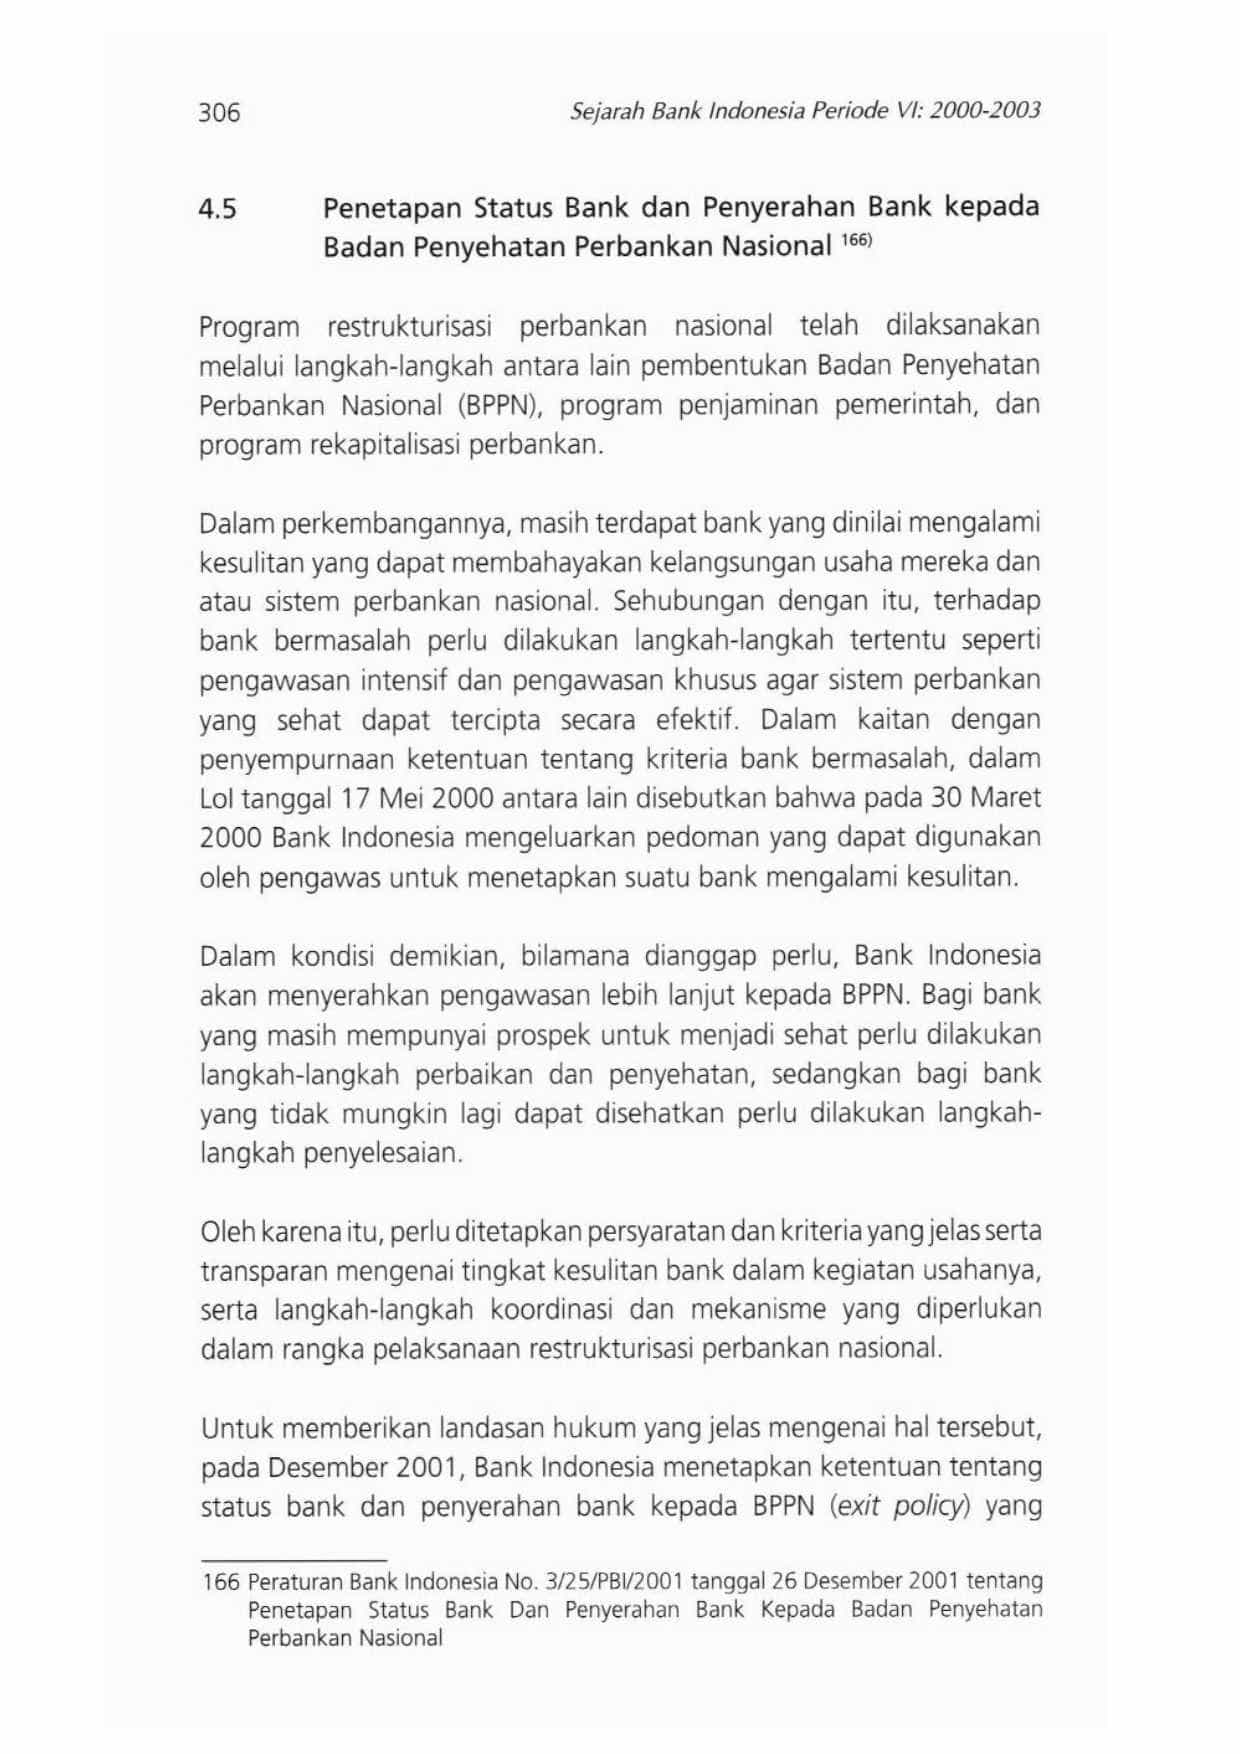 306
Sejarah Bank Indonesia Periode VI: 2000-2003
4.5 Penetapan Status Bank dan Penyerahan Bank kepada
Badan Penyehatan Perbankan Nasional 166)
Program restrukturisasi perbankan nasional telah dilaksanakan
melalui langkah-langkah antara lain pembentukan Badan Penyehatan
Perbankan Nasional (BPPN), program penjaminan pemerintah, dan
program rekapitalisasi perbankan.
Dalam perkembangannya, masih terdapat bank yang dinilai mengalami
kesulitan yang dapat membahayakan kelangsungan usaha mereka dan
atau sistem perbankan nasional. Sehubungan dengan itu, terhadap
bank bermasalah perlu dilakukan langkah-langkah tertentu seperti
pengawasan intensif dan pengawasan khusus agar sistem perbankan
yang sehat dapat tercipta secara efektif. Dalam kaitan dengan
penyempurnaan ketentuan tentang kriteria bank bermasalah, dalam
LoI tanggal 17 Mei 2000 antara lain disebutkan bahwa pada 30 Maret
2000 Bank Indonesia mengeluarkan pedoman yang dapat digunakan
oleh pengawas untuk menetapkan suatu bank mengalami kesulitan.
Dalam kondisi demikian, bilamana dianggap perlu, Bank Indonesia
akan menyerahkan pengawasan lebih lanjut kepada BPPN. Bagi bank
yang masih mempunyai prospek untuk menjadi sehat perlu dilakukan
langkah-langkah perbaikan dan penyehatan, sedangkan bagi bank
yang tidak mungkin lagi dapat disehatkan perlu dilakukan langkah-
langkah penyelesaian.
Oleh karena itu, perlu ditetapkan persyaratan dan kriteria yang jelas serta
transparan mengenai tingkat kesulitan bank dalam kegiatan usahanya,
serta langkah-langkah koordinasi dan mekanisme yang diperlukan
dalam rangka pelaksanaan restrukturisasi perbankan nasional.
Untuk memberikan landasan hukum yang jelas mengenai hal tersebut,
pada Desember 2001, Bank Indonesia menetapkan ketentuan tentang
status bank dan penyerahan bank kepada BPPN (exit policy) yang
166 Peraturan Bank Indonesia No. 3/25/PBI/2001 tanggal 26 Desember 2001 tentang
Penetapan Status Bank Dan Penyerahan Bank Kepada Badan Penyehatan
Perbankan Nasional